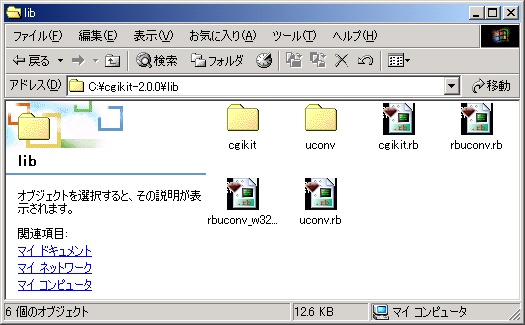 lib
ファイル(F) 編集(E) 表示(V) お気に入り(A) ツール(T) ヘルプ(H)
戻る 検索 フォルダ
アドレス(D) C:¥cgikit-2.0.0¥lib 移動
lib
オブジェクトを選択すると、その説明が表
示されます。
関連項目:
マイ ドキュメント
マイ ネットワーク
マイ コンピュータ
cgikit uconv cgikit.rb rbuconv.rb
rbuconv_w32... uconv.rb
6 個のオブジェクト 12.6 KB マイ コンピュータ